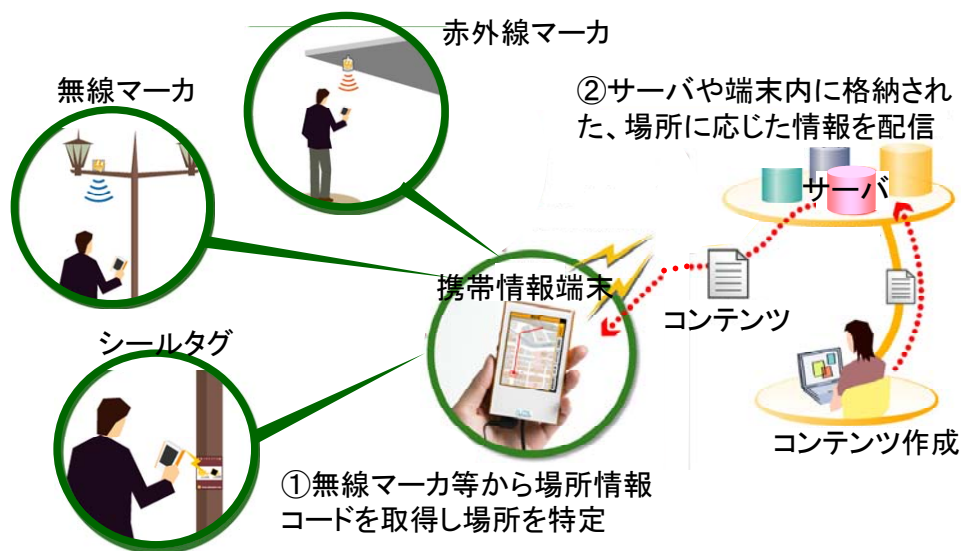 赤外線マーカ
無線マーカ
②サーバや端末内に格納され
た、場所に応じた情報を配信
サーバ
携帯情報端末
コンテンツ
シールタグ
コンテンツ作成
①無線マーカ等から場所情報
コードを取得し場所を特定